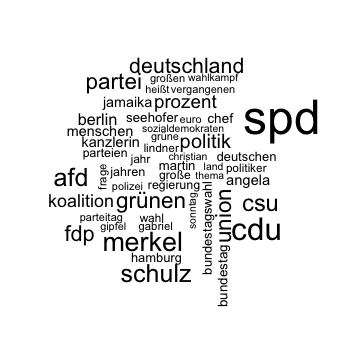 deutschland
großen wahlkampf
partei
heißt vergangenen
jamaika prozent
spd
berlin seehofer euro chef
menschen sozialdemokraten
kanzlerin grüne politik
lindner
parteien jahr christian deutschen
martin land politiker
afd frage jahren große thema
polizei regierung angela
koalition grünen sonntag bundestagswahl union csu
parteitag wahl
fdp gipfel gabriel cdu
merkel
hamburg
schulz bundestag